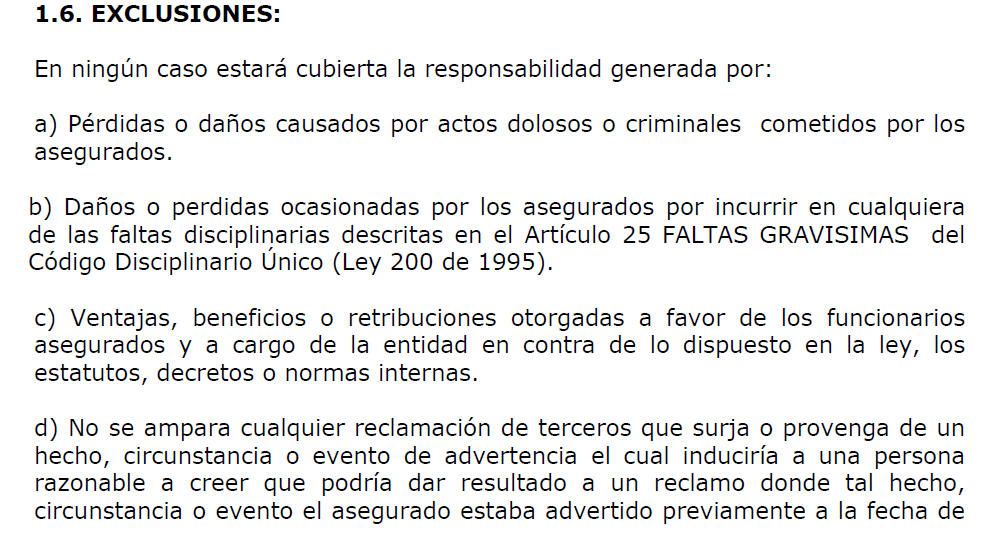 1.6. EXCLUSIONES:
En ningún caso estará cubierta la responsabilidad generada por:
a) Pérdidas o daños causados por actos dolosos o criminales cometidos por los
asegurados.
b) Daños o perdidas ocasionadas por los asegurados por incurrir en cualquiera
de las faltas disciplinarias descritas en el Artículo 25 FALTAS GRAVISIMAS del
Código Disciplinario Único (Ley 200 de 1995).
c) Ventajas, beneficios o retribuciones otorgadas a favor de los funcionarios
asegurados y a cargo de la entidad en contra de lo dispuesto en la ley, los
estatutos, decretos o normas internas.
d) No se ampara cualquier reclamación de terceros que surja o provenga de un
hecho, circunstancia o evento de advertencia el cual induciría a una persona
razonable a creer que podría dar resultado a un reclamo donde tal hecho,
circunstancia o evento el asegurado estaba advertido previamente a la fecha de